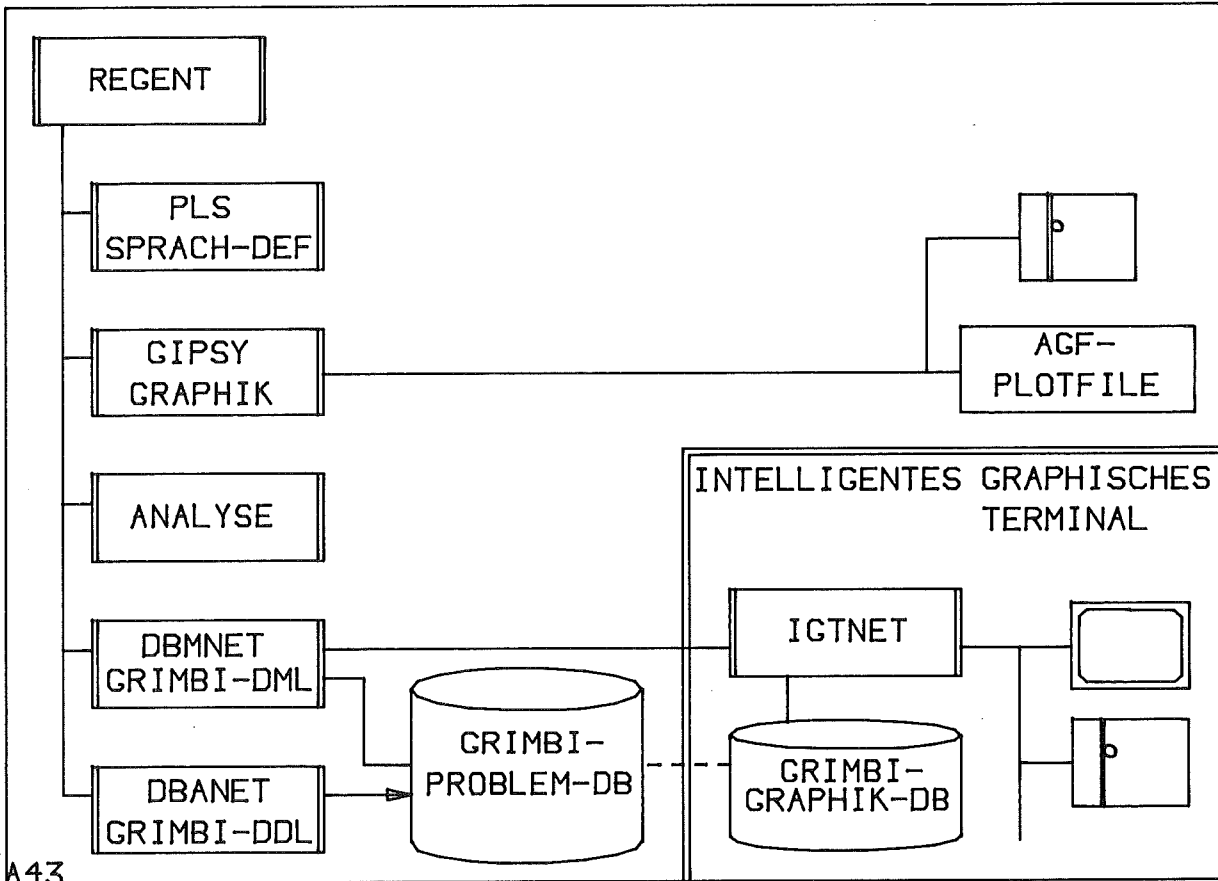 REGENT
PLS
SPRACH-DEF
GIPSY
GRAPHIK
AGF-
PLOTFILE
ANALYSE
INTELLIGENTES GRAPHISCHES
TERMINAL
DBMNET
GRIMBI-DML
IGTNET
GRIMBI-
PROBLEM-DB
GRIMBI-
GRAPHIK-DB
DBANET
GRIMBI-DDL
A43